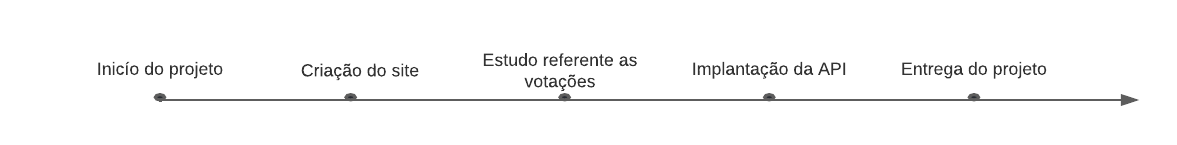 Inicío do projeto
Criação do site
Estudo referente as
votações
Implantação da API
Entrega do projeto